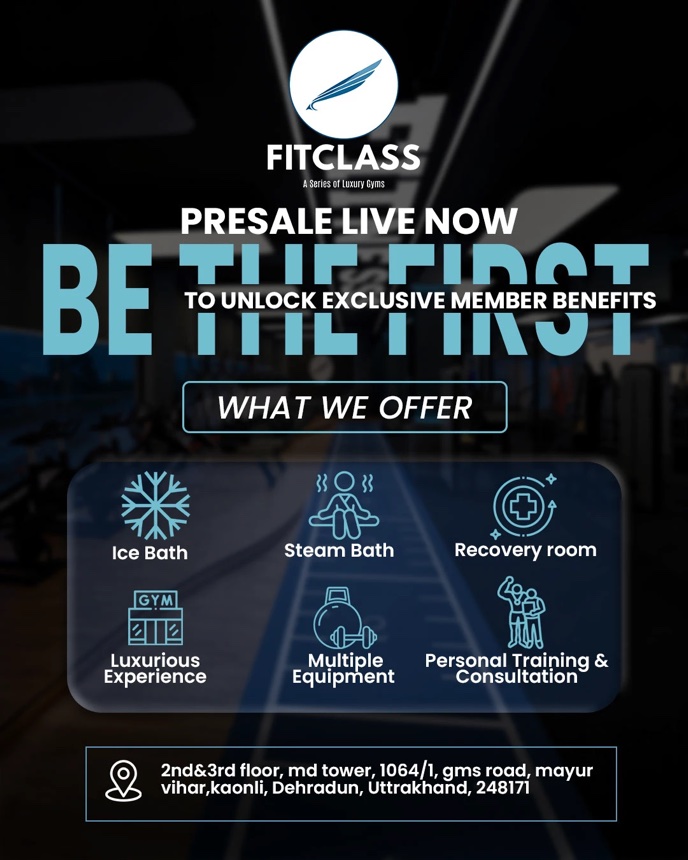 FITCLASS
A Series of Luxury Gyms
PRESALE LIVE NOW
BE THE FIRST
TO UNLOCK EXCLUSIVE MEMBER BENEFITS
WHAT WE OFFER
Ice Bath
Steam Bath
Recovery room
GYM
Luxurious
Experience
Multiple
Equipment
Personal Training &
Consultation
2nd&3rd floor, md tower, 1064/1, gms road, mayur
vihar,kaonli, Dehradun, Uttrakhand, 248171